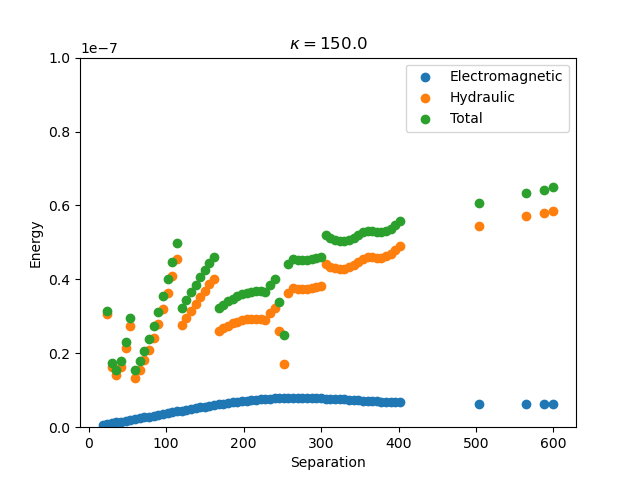 κ = 150.0
1e−7
1.0
0.8
0.6
0.4
0.2
0.0
Energy
0 100 200 300 400 500 600
Separation
Electromagnetic
Hydraulic
Total